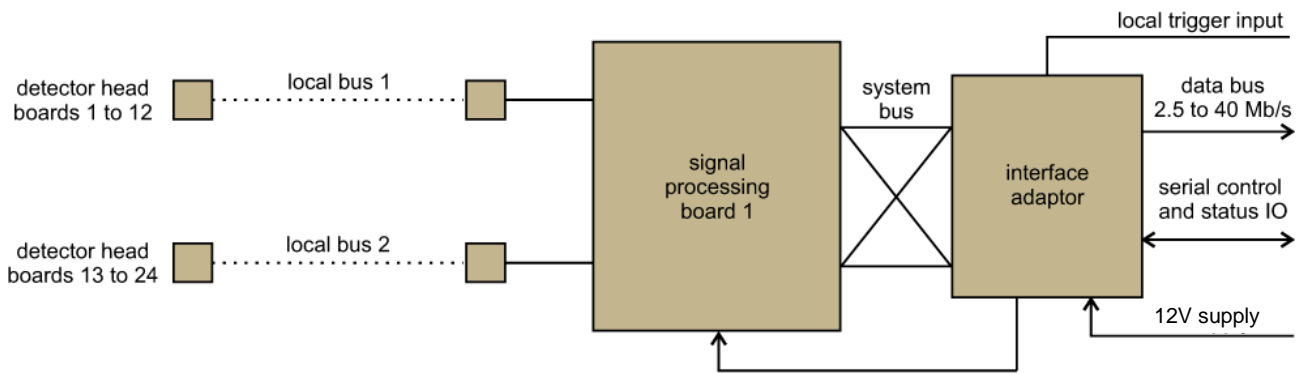 local trigger input
detector head
boards 1 to 12
local bus 1
system
bus
data bus
2.5 to 40 Mb/s
signal
processing
board 1
interface
adaptor
serial control
and status IO
detector head
boards 13 to 24
local bus 2
12V supply